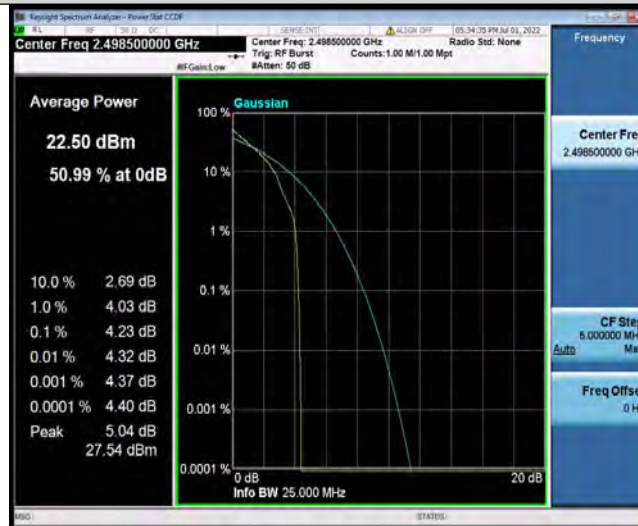 Keysight Spectrum Analyzer - Power Stat CCDF
RL RF 50 Ω DC SENSE:INT ALIGN OFF 05:34:35 PM Jul 01, 2022
Center Freq 2.498500000 GHz
Center Freq: 2.498500000 GHz Radio Std: None
Trig: RF Burst Counts:1.00 M/1.00 Mpt
#IFGain:Low #Atten: 50 dB
Frequency
Average Power
22.50 dBm
50.99 % at 0dB
10.0 % 2.69 dB
1.0 % 4.03 dB
0.1 % 4.23 dB
0.01 % 4.32 dB
0.001 % 4.37 dB
0.0001 % 4.40 dB
Peak 5.04 dB
27.54 dBm
Gaussian
100 %
10 %
1 %
0.1 %
0.01 %
0.001 %
0.0001 %
0 dB 20 dB
Info BW 25.000 MHz
Center Fre
2.498500000 GH
CF Ste
5.000000 MH
Auto Ma
Freq Offse
0 H
MSG STATUS